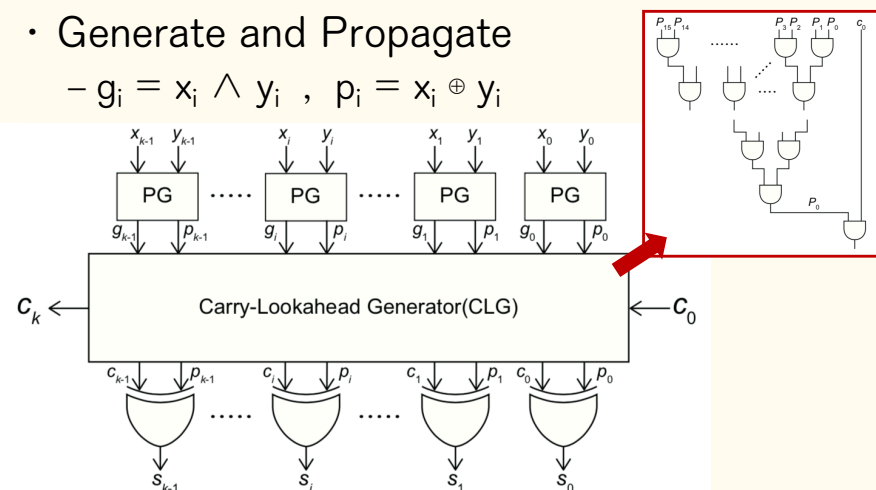 ・Generate and Propagate
– gᵢ = xᵢ ∧ yᵢ , pᵢ = xᵢ ⊕ yᵢ
P₁₅ P₁₄ ...... P₃ P₂ P₁ P₀ c₀
....
P₀
xₖ₋₁ yₖ₋₁ xᵢ yᵢ x₁ y₁ x₀ y₀
PG ..... PG ..... PG PG
gₖ₋₁ pₖ₋₁ gᵢ pᵢ g₁ p₁ g₀ p₀
cₖ Carry-Lookahead Generator(CLG) c₀
cₖ₋₁ pₖ₋₁ cᵢ pᵢ c₁ p₁ c₀ p₀
..... .....
sₖ₋₁ sᵢ s₁ s₀